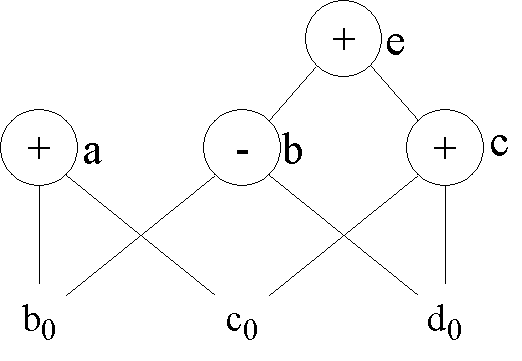 + e
+ a - b + c
b0 c0 d0